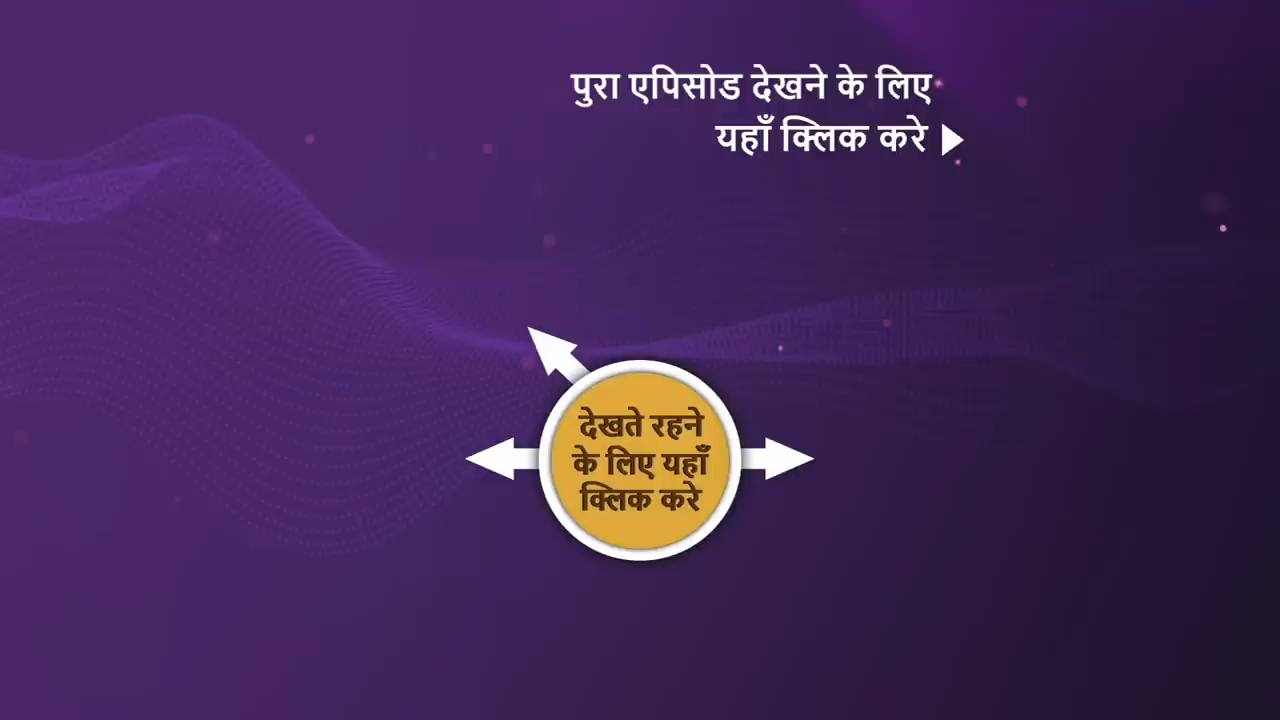 पुरा एपिसोड देखने के लिए
यहाँ क्लिक करे
देखते रहने
के लिए यहाँ
क्लिक करे